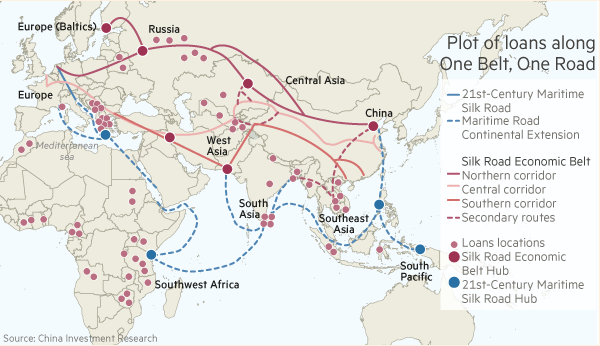 Plot of loans along
One Belt, One Road
Europe (Baltics)
Russia
Central Asia
China
Europe
West
Asia
Mediterranean
sea
South
Asia
Southeast
Asia
South
Pacific
Southwest Africa
21st-Century Maritime
Silk Road
Maritime Road
Continental Extension
Silk Road Economic Belt
Northern corridor
Central corridor
Southern corridor
Secondary routes
Loans locations
Silk Road Economic
Belt Hub
21st-Century Maritime
Silk Road Hub
Source: China Investment Research